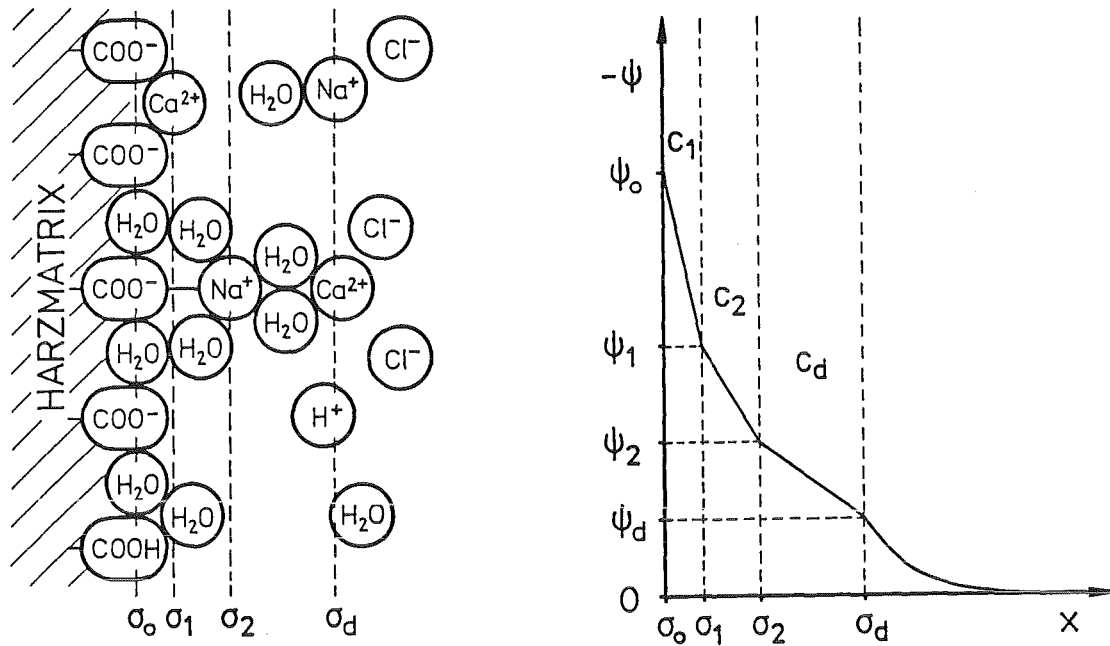 HARZMATRIX
COO⁻
Ca²⁺
H₂O
Na⁺
Cl⁻
COO⁻
H₂O
H₂O
Cl⁻
COO⁻
Na⁺
H₂O
Ca²⁺
H₂O
H₂O
H₂O
Cl⁻
COO⁻
H⁺
H₂O
H₂O
H₂O
COOH
σ₀ σ₁ σ₂ σd
-ψ
C₁
ψ₀
C₂
ψ₁
Cd
ψ₂
ψd
0
σ₀ σ₁ σ₂ σd X